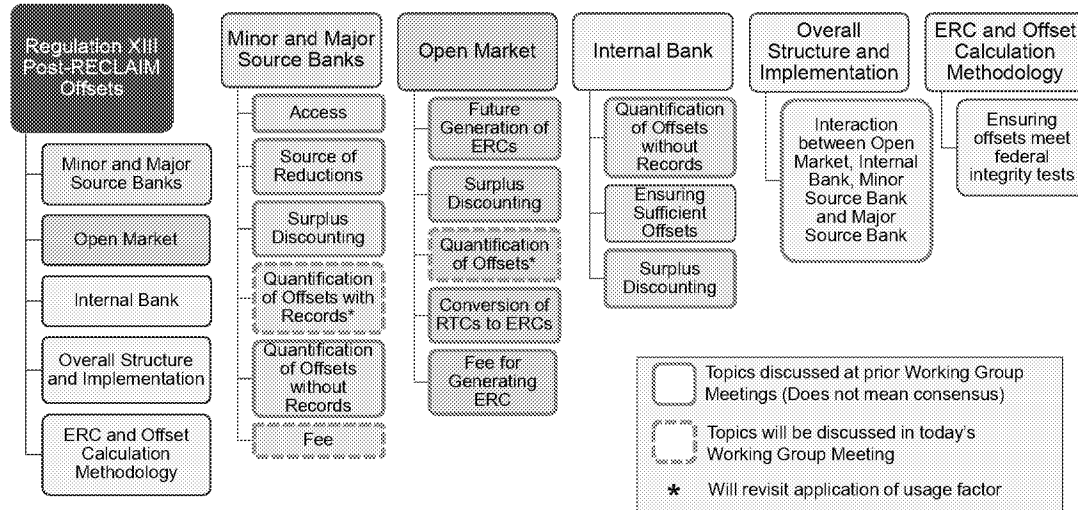 Regulation XIII
Post-RECLAIM
Offsets
Minor and Major
Source Banks
Open Market
Internal Bank
Overall Structure
and Implementation
ERC and Offset
Calculation
Methodology
Minor and Major
Source Banks
Access
Source of
Reductions
Surplus
Discounting
Quantification
of Offsets with
Records*
Quantification
of Offsets
without
Records
Fee
Open Market
Future
Generation of
ERCs
Surplus
Discounting
Quantification
of Offsets*
Conversion of
RTCs to ERCs
Fee for
Generating
ERC
Internal Bank
Quantification
of Offsets
without
Records
Ensuring
Sufficient
Offsets
Surplus
Discounting
Overall
Structure and
Implementation
Interaction
between Open
Market, Internal
Bank, Minor
Source Bank
and Major
Source Bank
ERC and Offset
Calculation
Methodology
Ensuring
offsets meet
federal
integrity tests
Topics discussed at prior Working Group
Meetings (Does not mean consensus)
Topics will be discussed in today's
Working Group Meeting
* Will revisit application of usage factor